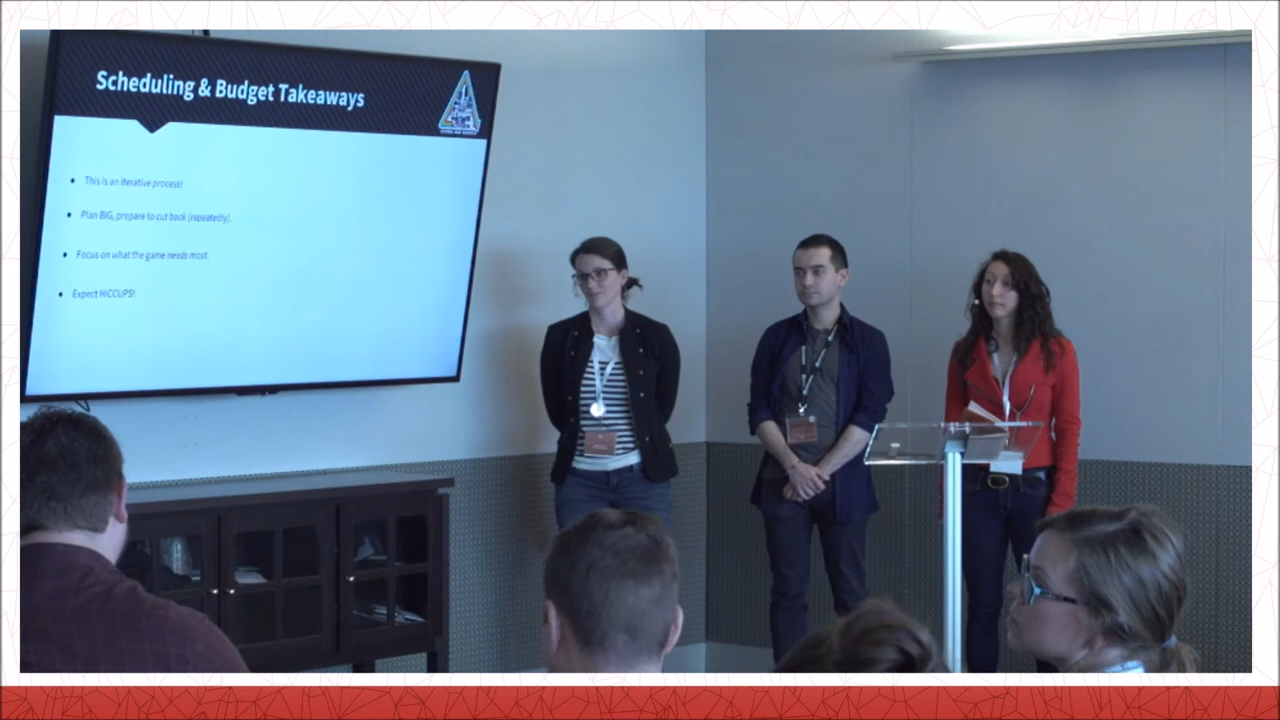 Scheduling & Budget Takeaways
This is an iterative process!
Plan BIG, prepare to cut back (repeatedly).
Focus on what the game needs most.
Expect HICCUPS!